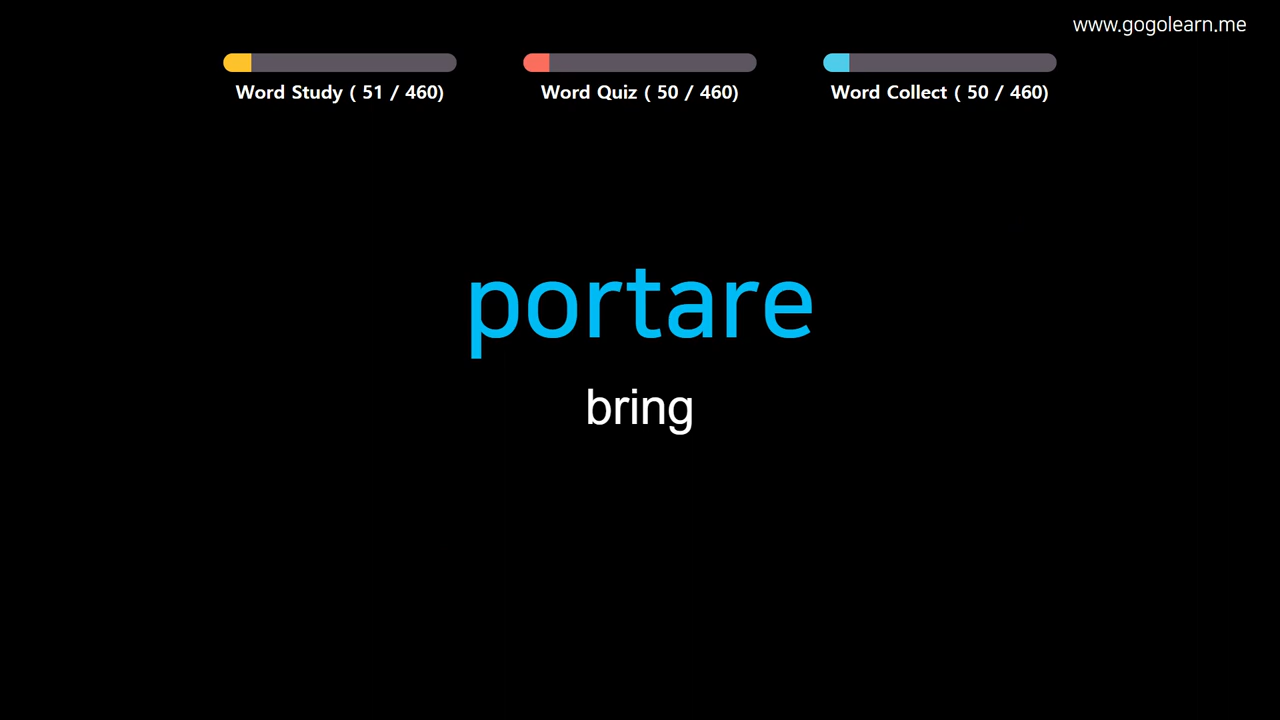 www.gogolearn.me
Word Study ( 51 / 460)
Word Quiz ( 50 / 460)
Word Collect ( 50 / 460)
portare
bring